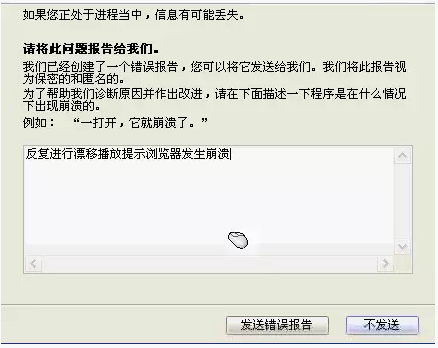 如果您正处于进程当中，信息有可能丢失。
请将此问题报告给我们。
我们已经创建了一个错误报告，您可以将它发送给我们。我们将此报告视
为保密的和匿名的。
为了帮助我们诊断原因并作出改进，请在下面描述一下程序是在什么情况
下出现崩溃的。
例如： “一打开，它就崩溃了。”
反复进行漂移播放提示浏览器发生崩溃
发送错误报告
不发送